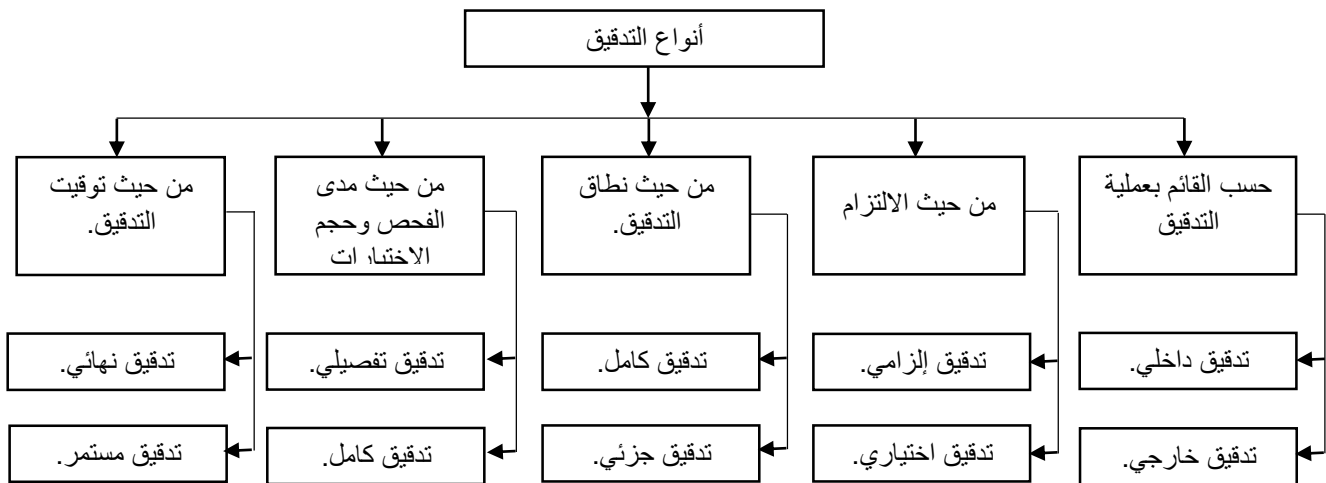 أنواع التدقيق
حسب القائم بعملية
التدقيق
من حيث الالتزام
من حيث نطاق
التدقيق.
من حيث مدى
الفحص وحجم
الاختبارات
من حيث توقيت
التدقيق.
تدقيق داخلي.
تدقيق إلزامي.
تدقيق كامل.
تدقيق تفصيلي.
تدقيق نهائي.
تدقيق خارجي.
تدقيق اختياري.
تدقيق جزئي.
تدقيق كامل.
تدقيق مستمر.